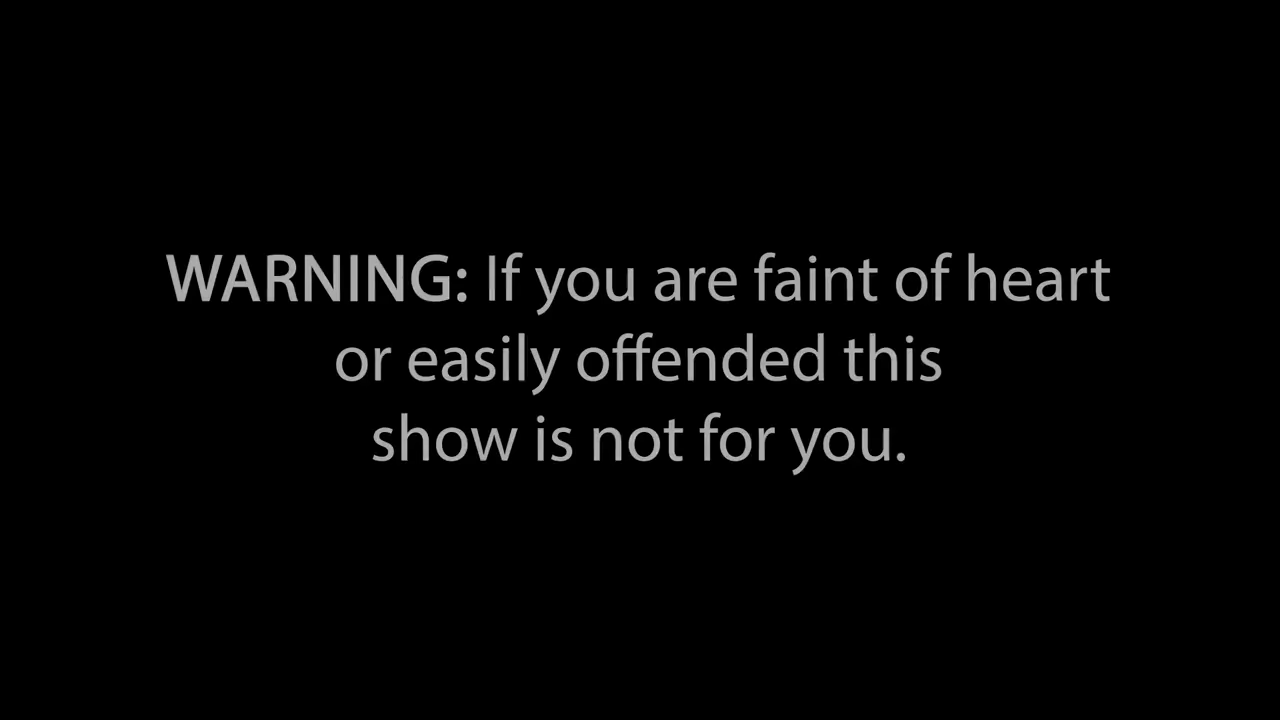 WARNING: If you are faint of heart
or easily offended this
show is not for you.